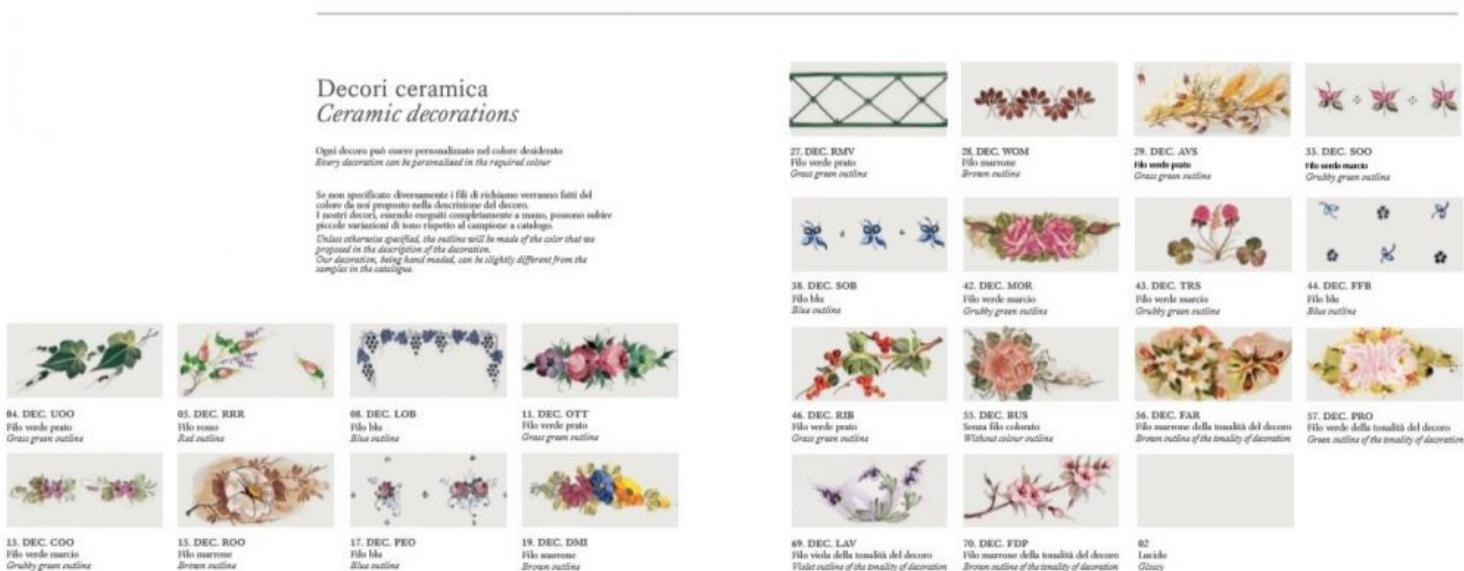 Decori ceramica
Ceramic decorations
Ogni decoro può essere personalizzato nel colore desiderato
Every decoration can be personalised in the required colour
Se non specificato diversamente i fili di richiamo verranno fatti del
colore da noi proposto nella descrizione del decoro.
I nostri decori, essendo eseguiti completamente a mano, possono subire
piccole variazioni di tono rispetto al campione a catalogo.
Unless otherwise specified, the outline will be made of the color that we
proposed in the description of the decoration.
Our decoration, being hand maded, can be slightly different from the
samples in the catalogue.
04. DEC. UOO
Filo verde prato
Grass green outline
05. DEC. RRR
Filo rosso
Red outline
08. DEC. LOB
Filo blu
Blue outline
11. DEC. OTT
Filo verde prato
Grass green outline
13. DEC. COO
Filo verde marcio
Grubby green outline
15. DEC. ROO
Filo marrone
Brown outline
17. DEC. PEO
Filo blu
Blue outline
19. DEC. DMI
Filo marrone
Brown outline
27. DEC. RMV
Filo verde prato
Grass green outline
28. DEC. WOM
Filo marrone
Brown outline
29. DEC. AVS
Filo verde prato
Grass green outline
33. DEC. SOO
Filo verde marcio
Grubby green outline
38. DEC. SOB
Filo blu
Blue outline
42. DEC. MOR
Filo verde marcio
Grubby green outline
43. DEC. TRS
Filo verde marcio
Grubby green outline
44. DEC. FFB
Filo blu
Blue outline
46. DEC. RIB
Filo verde prato
Grass green outline
55. DEC. BUS
Senza filo colorato
Without colour outline
56. DEC. FAR
Filo marrone della tonalità del decoro
Brown outline of the tonality of decoration
57. DEC. PRO
Filo verde della tonalità del decoro
Green outline of the tonality of decoration
69. DEC. LAV
Filo viola della tonalità del decoro
Violet outline of the tonality of decoration
70. DEC. FDP
Filo marrone della tonalità del decoro
Brown outline of the tonality of decoration
02
Lucido
Glossy